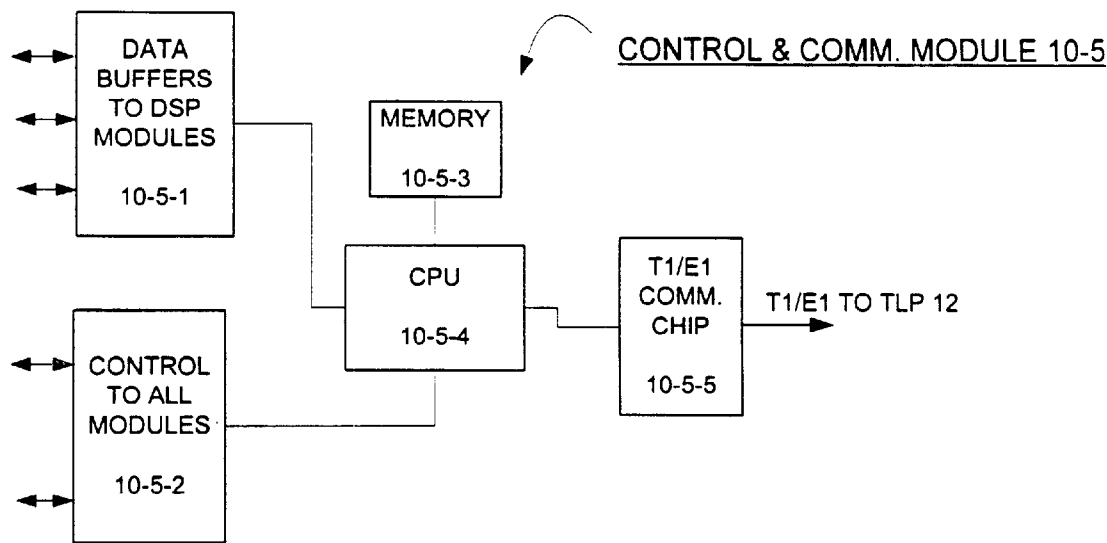 CONTROL & COMM. MODULE 10-5
DATA
BUFFERS
TO DSP
MODULES
10-5-1
MEMORY
10-5-3
CPU
10-5-4
T1/E1
COMM.
CHIP
10-5-5
T1/E1 TO TLP 12
CONTROL
TO ALL
MODULES
10-5-2